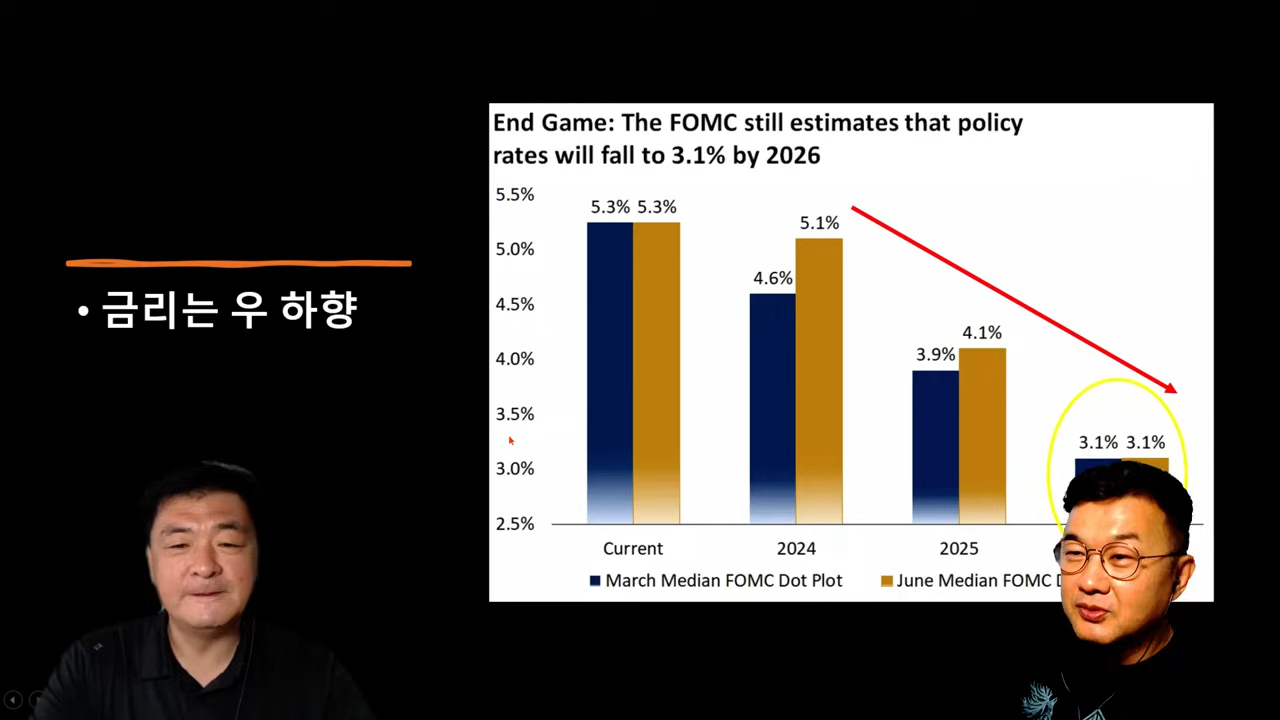 • 금리는 우 하향
End Game: The FOMC still estimates that policy
rates will fall to 3.1% by 2026
5.5%
5.0%
4.5%
4.0%
3.5%
3.0%
2.5%
5.3% 5.3%
4.6% 5.1%
3.9% 4.1%
3.1% 3.1%
Current 2024 2025
March Median FOMC Dot Plot June Median FOMC